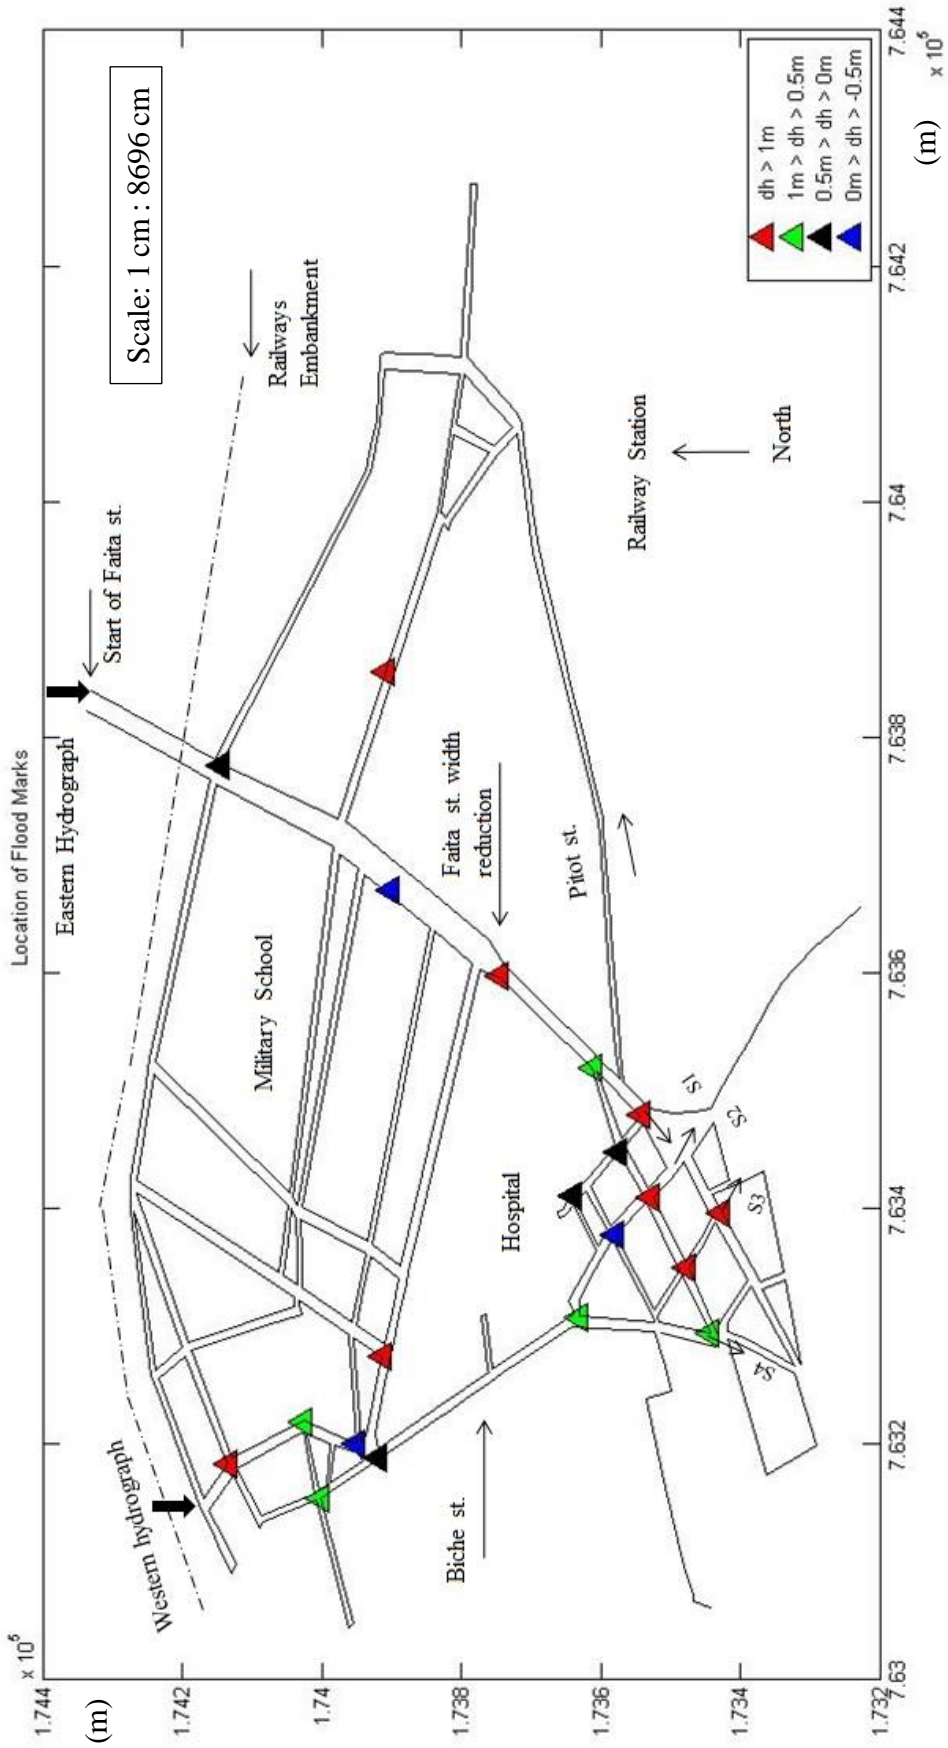 Location of Flood Marks
x 10⁵
1.744
1.742
1.74
1.738
1.736
1.734
1.732
(m)
7.63
7.632
7.634
7.636
7.638
7.64
7.642
7.644
x 10⁵
(m)
Scale: 1 cm : 8696 cm
Western hydrograph
Eastern Hydrograph
Start of Faita st.
Railways
Embankment
Military School
Faita st. width
reduction
Biche st.
Hospital
Pitot st.
Railway Station
North
S1
S2
S3
S4
dh > 1m
1m > dh > 0.5m
0.5m > dh > 0m
0m > dh > -0.5m